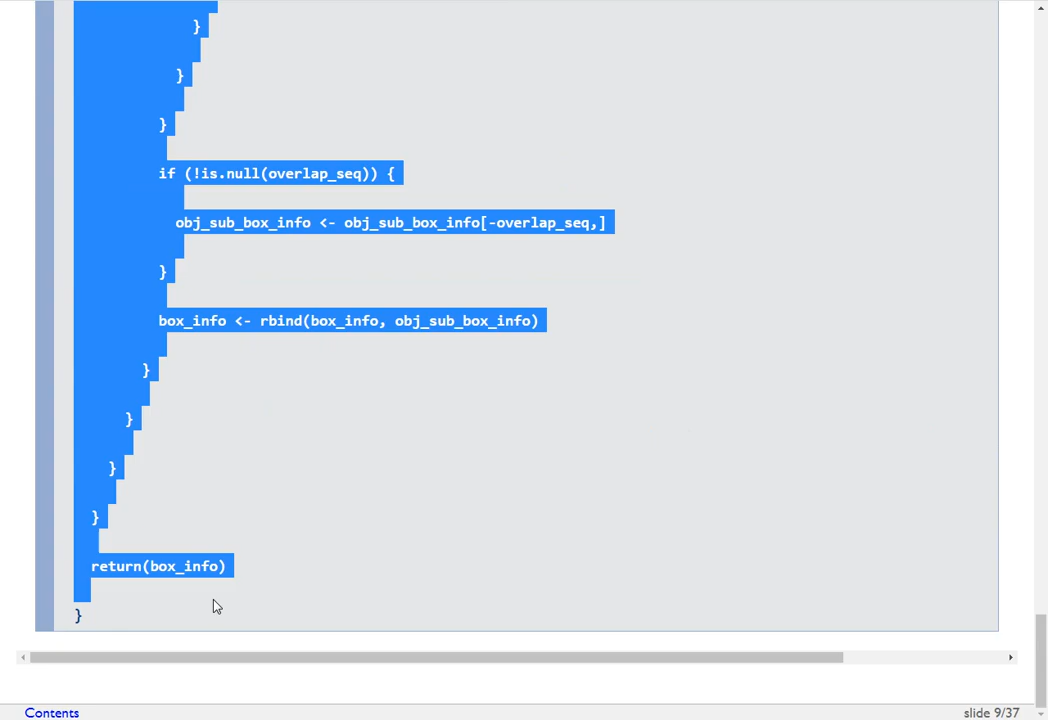 }
}
}
if (!is.null(overlap_seq)) {
obj_sub_box_info <- obj_sub_box_info[-overlap_seq,]
}
box_info <- rbind(box_info, obj_sub_box_info)
}
}
}
}
return(box_info)
}
Contents
slide 9/37